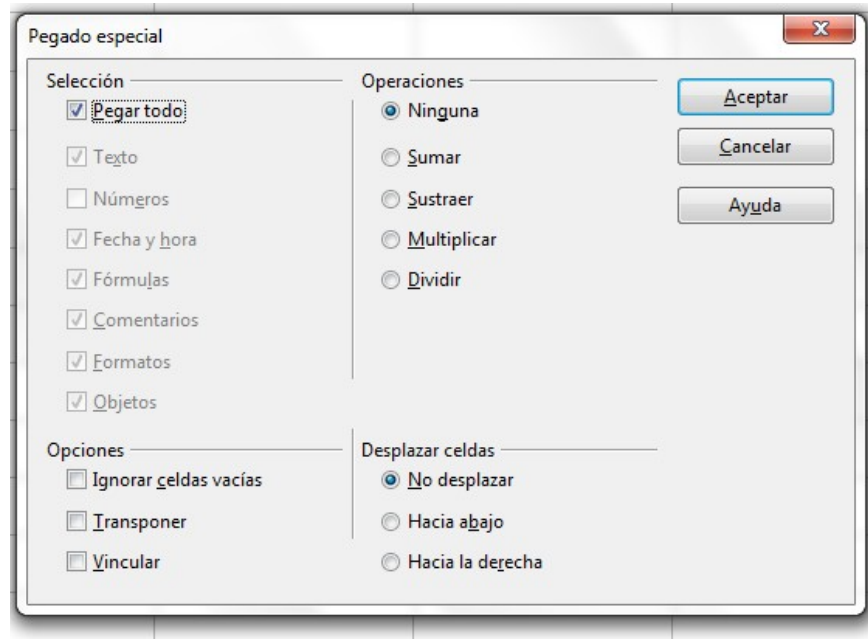 Pegado especial
Selección
Pegar todo
Texto
Números
Fecha y hora
Fórmulas
Comentarios
Formatos
Objetos
Operaciones
Ninguna
Sumar
Sustraer
Multiplicar
Dividir
Aceptar
Cancelar
Ayuda
Opciones
Ignorar celdas vacías
Transponer
Vincular
Desplazar celdas
No desplazar
Hacia abajo
Hacia la derecha